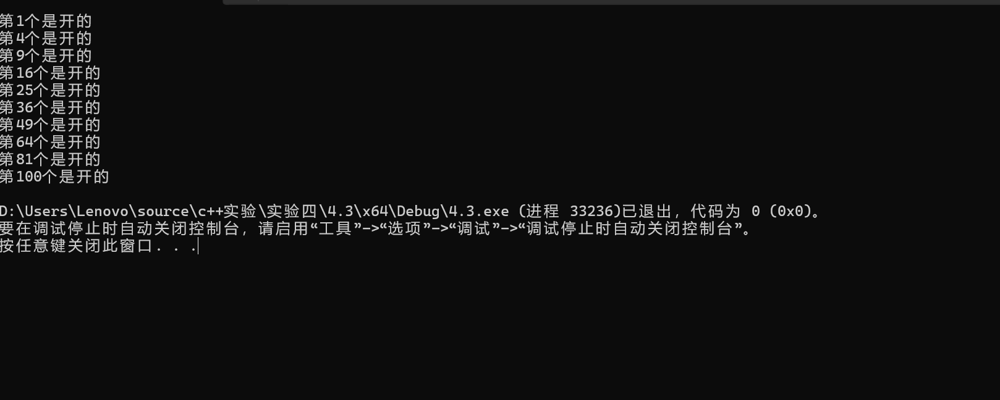 第1个是开的
第4个是开的
第9个是开的
第16个是开的
第25个是开的
第36个是开的
第49个是开的
第64个是开的
第81个是开的
第100个是开的
D:\Users\Lenovo\source\c++实验\实验四\4.3\x64\Debug\4.3.exe (进程 33236)已退出，代码为 0 (0x0)。
要在调试停止时自动关闭控制台，请启用“工具”->“选项”->“调试”->“调试停止时自动关闭控制台”。
按任意键关闭此窗口. . .